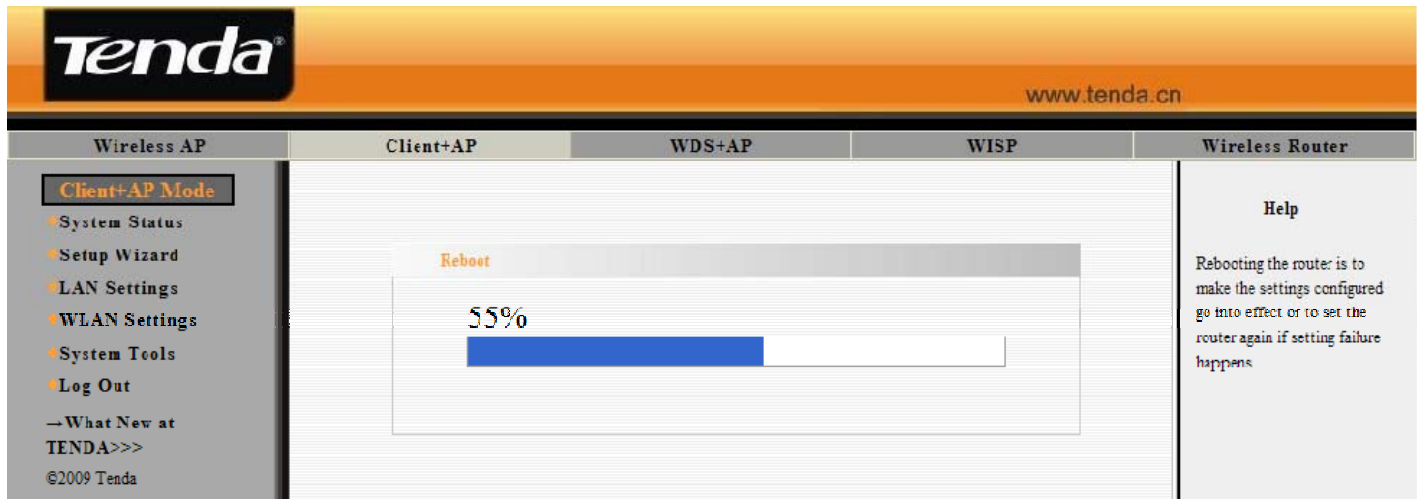 Tenda®
www.tenda.cn
Wireless AP
Client+AP
WDS+AP
WISP
Wireless Router
Client+AP Mode
System Status
Setup Wizard
LAN Settings
WLAN Settings
System Tools
Log Out
→What New at
TENDA>>>
©2009 Tenda
Reboot
55%
Help
Rebooting the router is to
make the settings configured
go into effect or to set the
router again if setting failure
happens